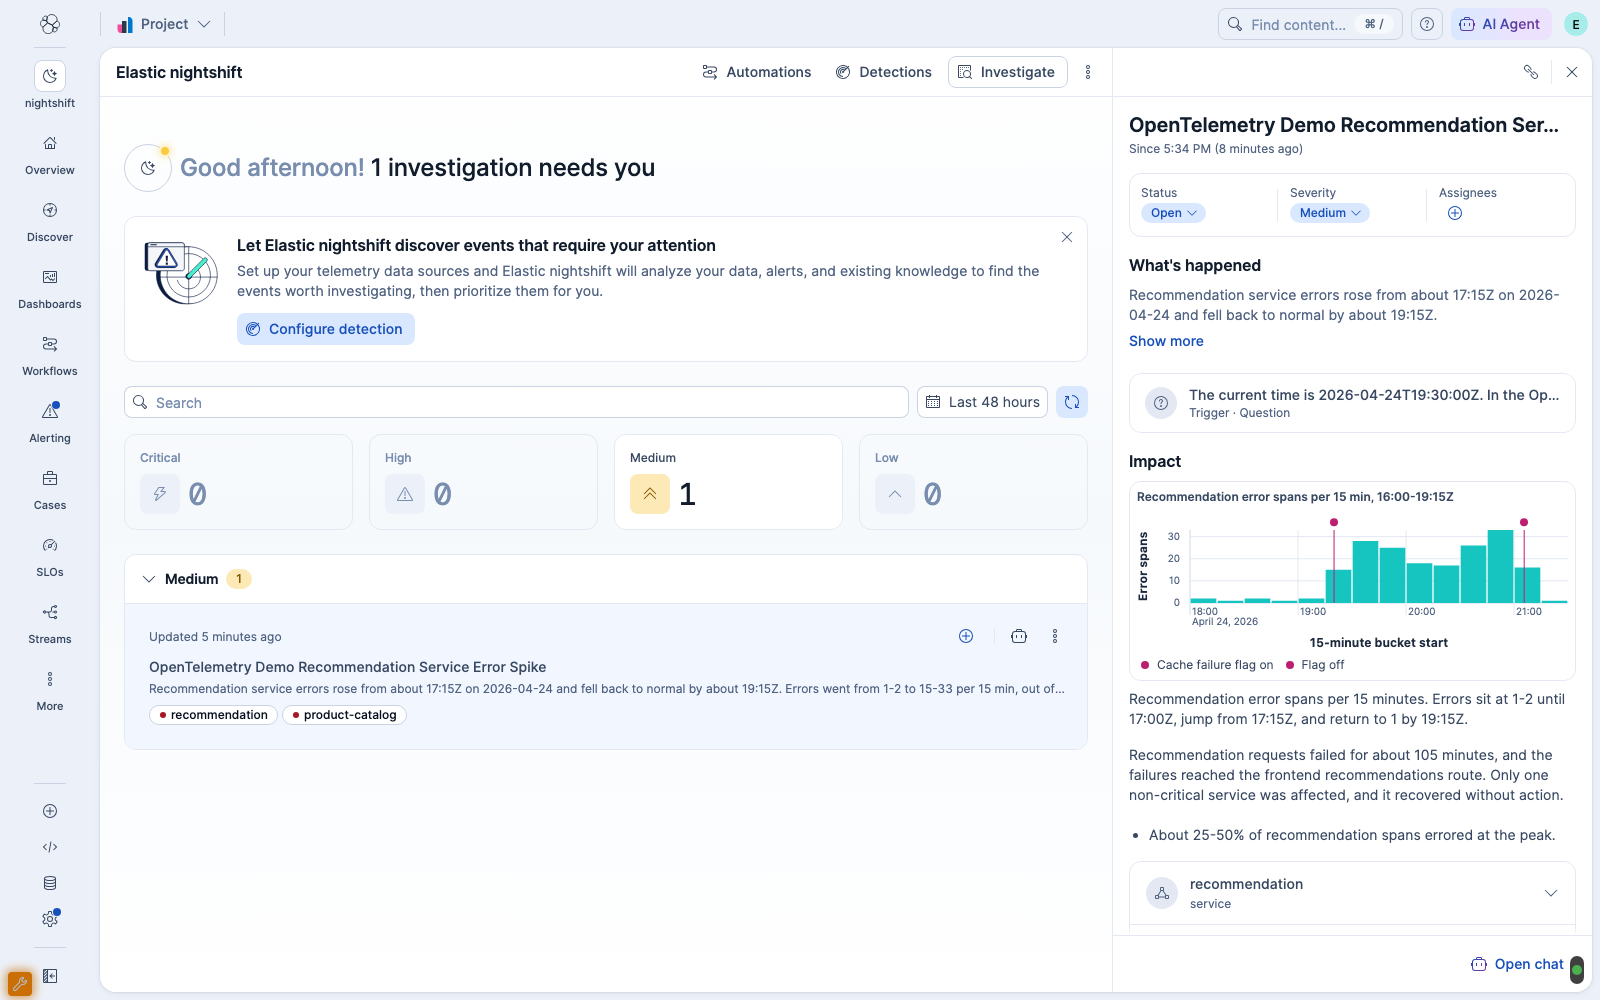 Project
Find content...
⌘ /
AI Agent
E
nightshift
Overview
Discover
Dashboards
Workflows
Alerting
Cases
SLOs
Streams
More
Elastic nightshift
Automations
Detections
Investigate
Good afternoon! 1 investigation needs you
Let Elastic nightshift discover events that require your attention
Set up your telemetry data sources and Elastic nightshift will analyze your data, alerts, and existing knowledge to find the
events worth investigating, then prioritize them for you.
Configure detection
Search
Last 48 hours
Critical
0
High
0
Medium
1
Low
0
Medium 1
Updated 5 minutes ago
OpenTelemetry Demo Recommendation Service Error Spike
Recommendation service errors rose from about 17:15Z on 2026-04-24 and fell back to normal by about 19:15Z. Errors went from 1-2 to 15-33 per 15 min, out of...
recommendation
product-catalog
OpenTelemetry Demo Recommendation Ser...
Since 5:34 PM (8 minutes ago)
Status
Open
Severity
Medium
Assignees
What's happened
Recommendation service errors rose from about 17:15Z on 2026-
04-24 and fell back to normal by about 19:15Z.
Show more
The current time is 2026-04-24T19:30:00Z. In the Op...
Trigger · Question
Impact
Recommendation error spans per 15 min, 16:00-19:15Z
Error spans
30
20
10
0
18:00
April 24, 2026
19:00
20:00
21:00
15-minute bucket start
Cache failure flag on
Flag off
Recommendation error spans per 15 minutes. Errors sit at 1-2 until
17:00Z, jump from 17:15Z, and return to 1 by 19:15Z.
Recommendation requests failed for about 105 minutes, and the
failures reached the frontend recommendations route. Only one
non-critical service was affected, and it recovered without action.
• About 25-50% of recommendation spans errored at the peak.
recommendation
service
Open chat